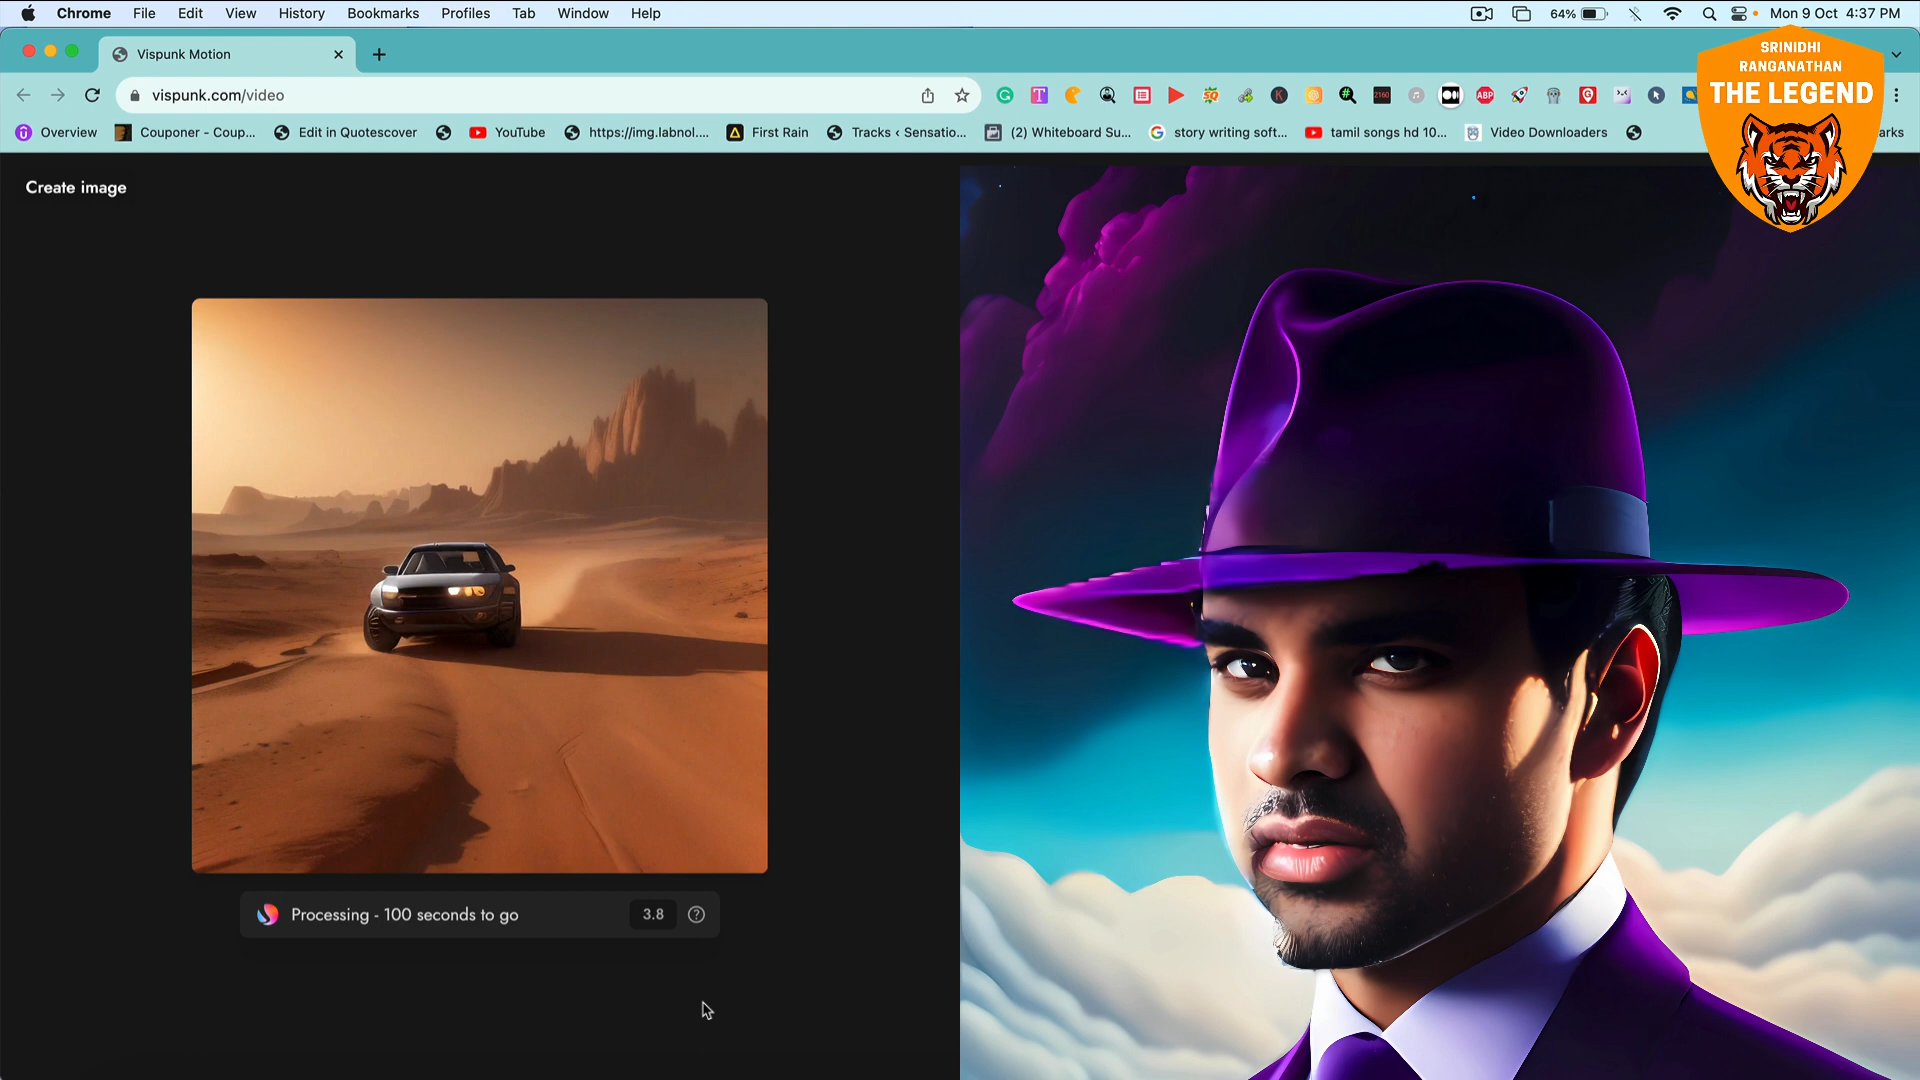 Chrome File Edit View History Bookmarks Profiles Tab Window Help
64% Mon 9 Oct 4:37 PM
Vispunk Motion
vispunk.com/video
SRINIDHI
RANGANATHAN
THE LEGEND
Overview Couponer - Coup... Edit in Quotescover YouTube https://img.labnol.... First Rain Tracks ‹ Sensatio... (2) Whiteboard Su... story writing soft... tamil songs hd 10... Video Downloaders arks
Create image
Processing - 100 seconds to go 3.8